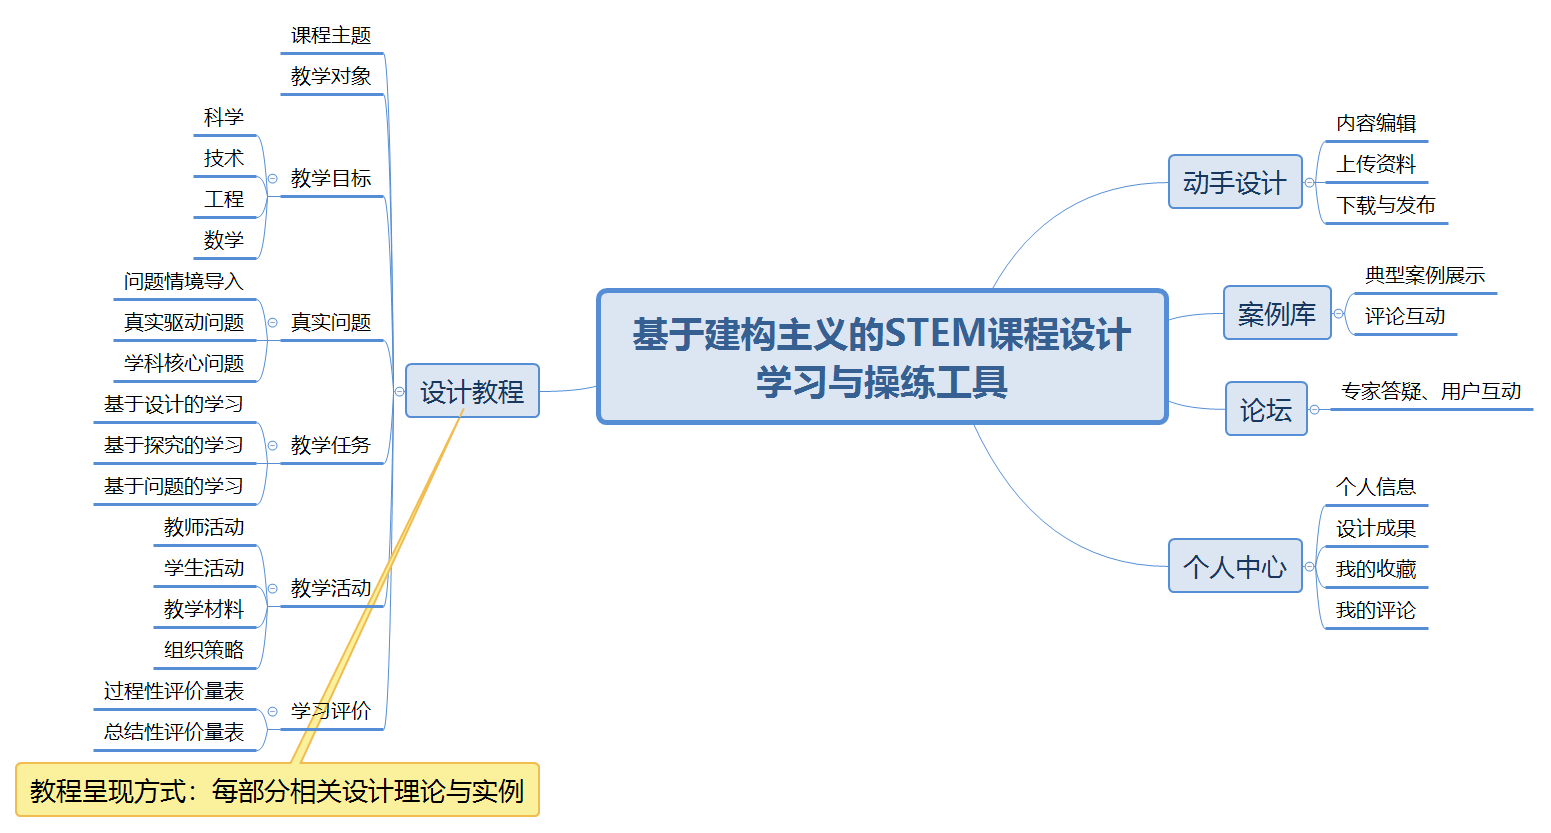 基于建构主义的STEM课程设计
学习与操练工具
设计教程
课程主题
教学对象
教学目标
科学
技术
工程
数学
真实问题
问题情境导入
真实驱动问题
学科核心问题
教学任务
基于设计的学习
基于探究的学习
基于问题的学习
教学活动
教师活动
学生活动
教学材料
组织策略
学习评价
过程性评价量表
总结性评价量表
教程呈现方式：每部分相关设计理论与实例
动手设计
内容编辑
上传资料
下载与发布
案例库
典型案例展示
评论互动
论坛
专家答疑、用户互动
个人中心
个人信息
设计成果
我的收藏
我的评论